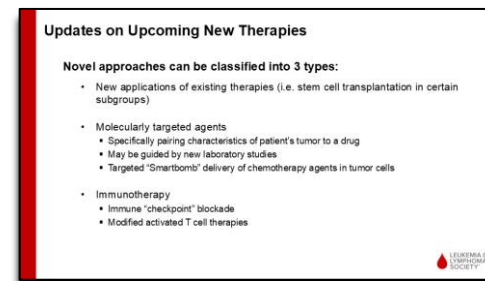 Updates on Upcoming New Therapies
Novel approaches can be classified into 3 types:
• New applications of existing therapies (i.e. stem cell transplantation in certain
subgroups)
• Molecularly targeted agents
▪ Specifically pairing characteristics of patient's tumor to a drug
▪ May be guided by new laboratory studies
▪ Targeted "Smartbomb" delivery of chemotherapy agents in tumor cells
• Immunotherapy
▪ Immune "checkpoint" blockade
▪ Modified activated T cell therapies
LEUKEMIA &
LYMPHOMA
SOCIETY